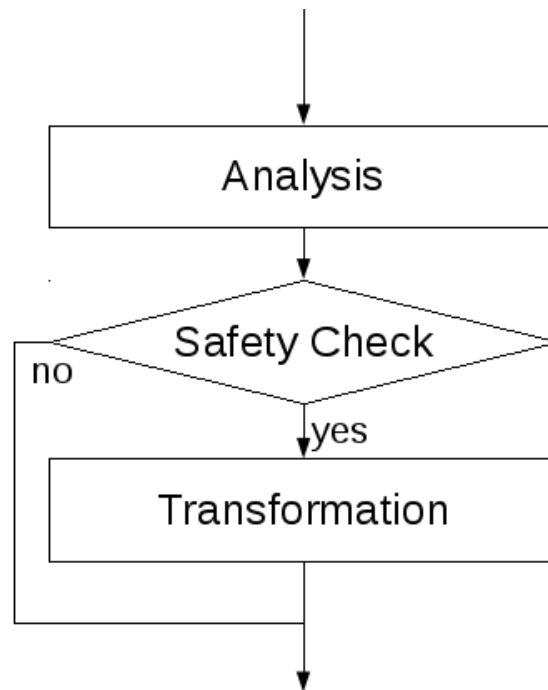 Analysis
Safety Check
no
yes
Transformation